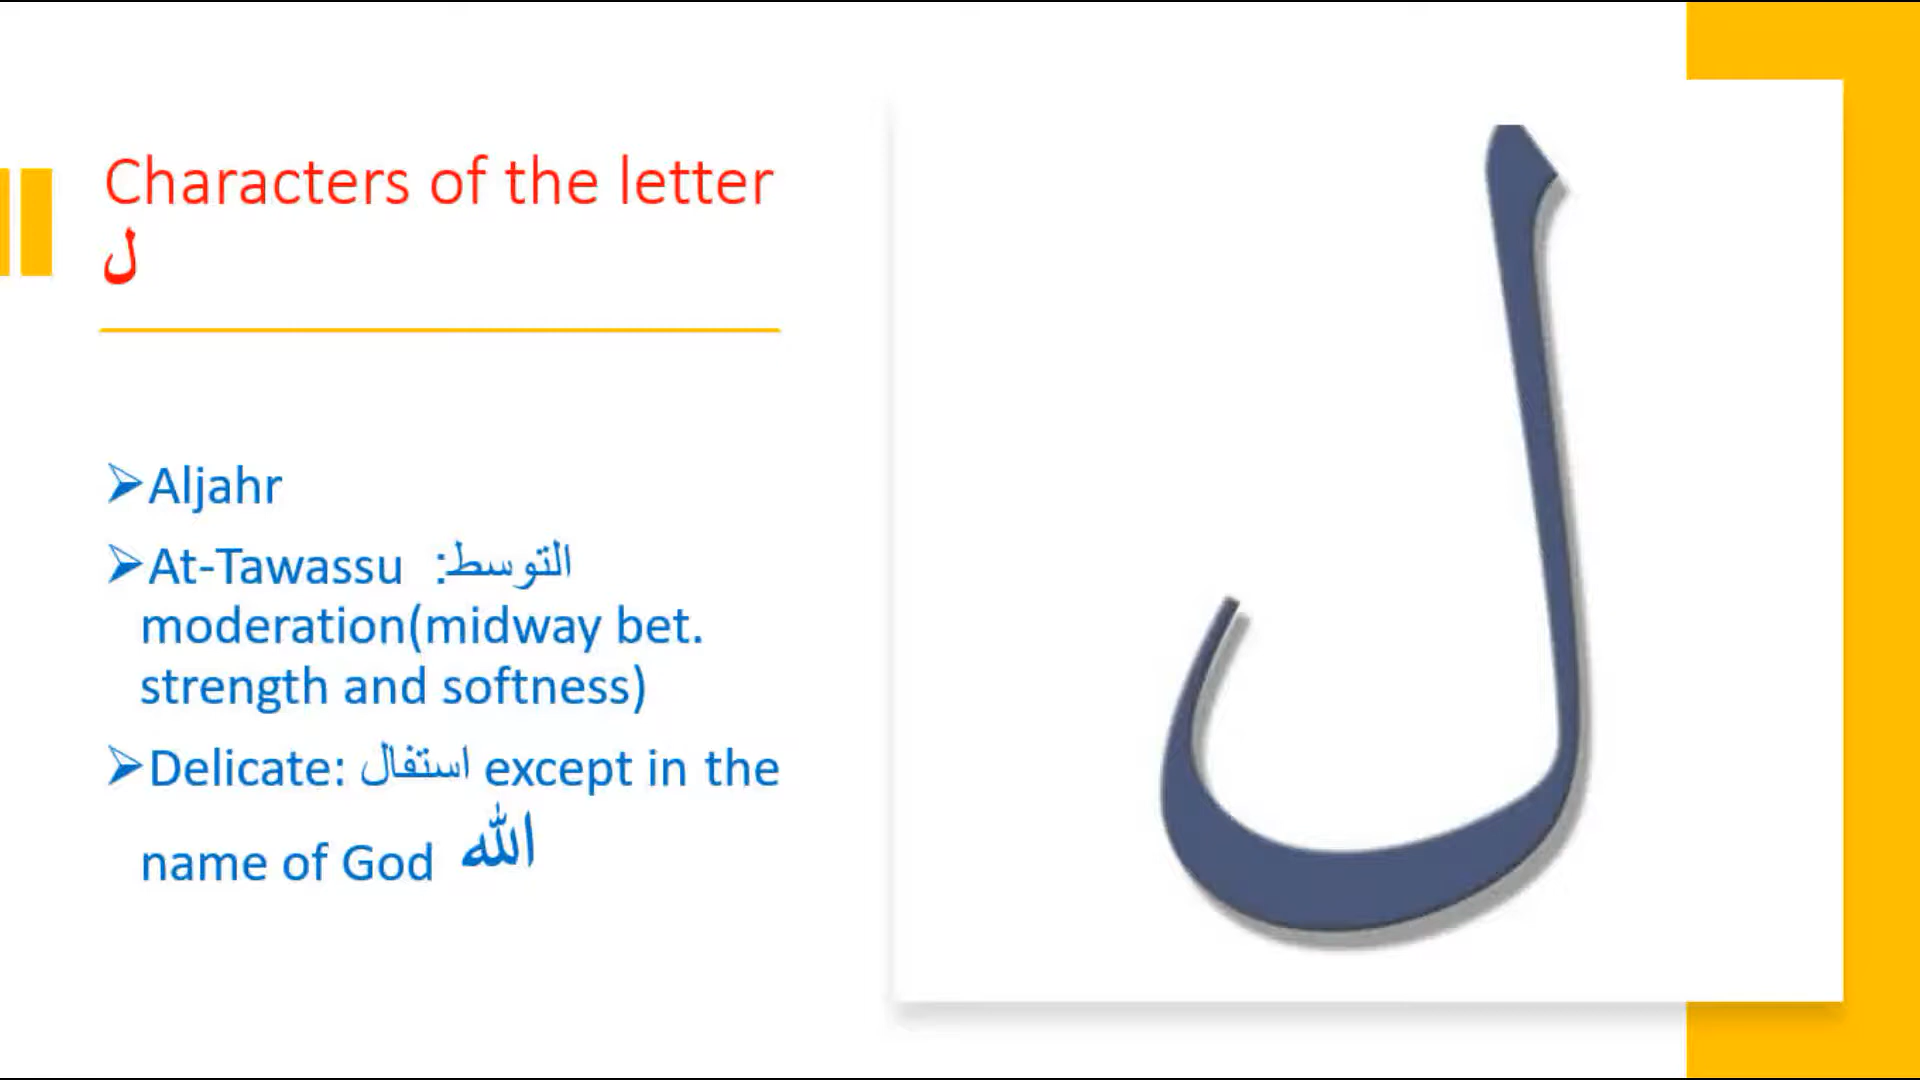 Characters of the letter
ل
➢Aljahr
➢At-Tawassu التوسط:
moderation(midway bet.
strength and softness)
➢Delicate: استفال except in the
name of God الله
ل